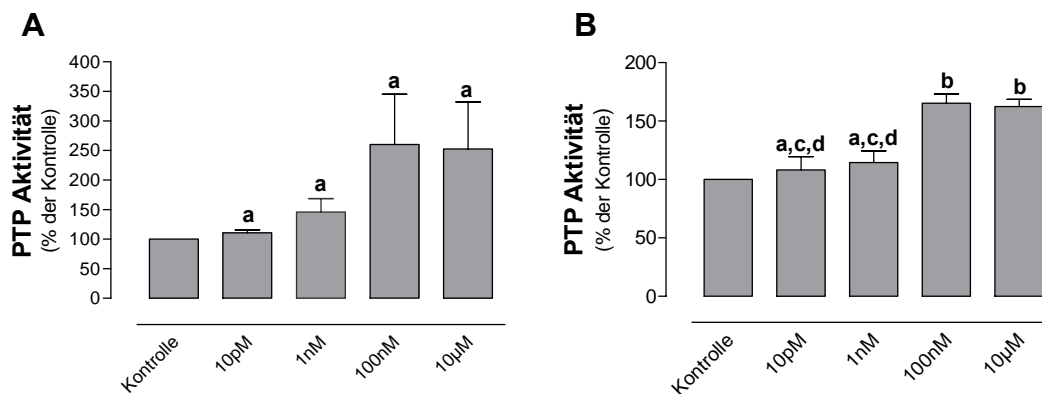 A
PTP Aktivität
(% der Kontrolle)
400
350
300
250
200
150
100
50
0
a
a
a
a
Kontrolle
10pM
1nM
100nM
10µM
B
PTP Aktivität
(% der Kontrolle)
200
150
100
50
0
a,c,d
a,c,d
b
b
Kontrolle
10pM
1nM
100nM
10µM